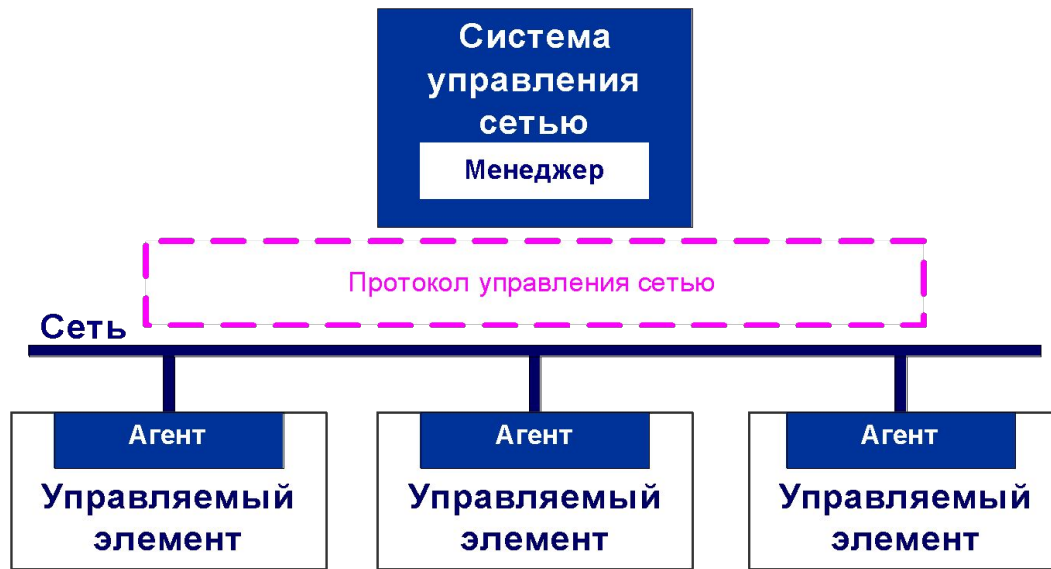 Система
управления
сетью
Менеджер
Протокол управления сетью
Сеть
Агент
Управляемый
элемент
Агент
Управляемый
элемент
Агент
Управляемый
элемент